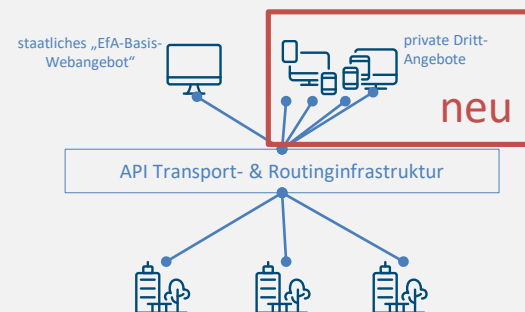 staatliches „EfA-Basis-
Webangebot“
private Dritt-
Angebote
neu
API Transport- & Routinginfrastruktur